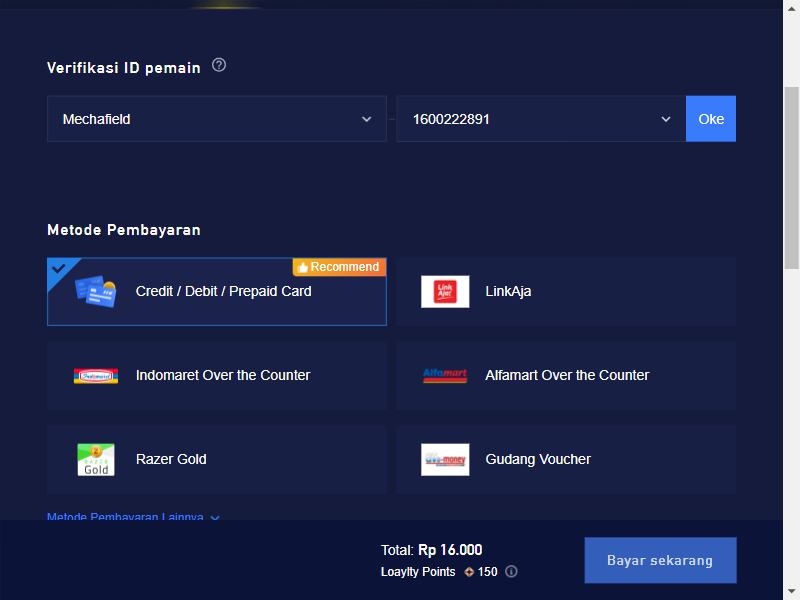 Verifikasi ID pemain
Mechafield
1600222891
Oke
Metode Pembayaran
Recommend
Credit / Debit / Prepaid Card
Link Aja!
LinkAja
Indomaret
Indomaret Over the Counter
Alfamart
Alfamart Over the Counter
RAZER Gold
Razer Gold
Gudang Voucher
Metode Pembayaran Lainnya
Total: Rp 16.000
Loaylty Points 150
Bayar sekarang